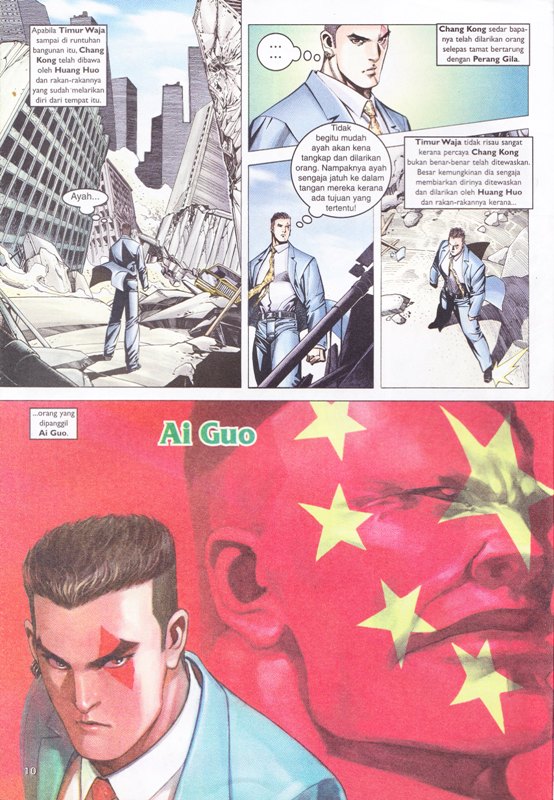 Apabila Timur Waja
sampai di runtuhan
bangunan itu, Chang
Kong telah dibawa
oleh Huang Huo
dan rakan-rakannya
yang sudah melarikan
diri dari tempat itu.
Ayah...
...
...
Chang Kong sedar bapa-
nya telah dilarikan orang
selepas tamat bertarung
dengan Perang Gila.
Tidak
begitu mudah
ayah akan kena
tangkap dan dilarikan
orang. Nampaknya ayah
sengaja jatuh ke dalam
tangan mereka kerana
ada tujuan yang
tertentu!
Timur Waja tidak risau sangat
kerana percaya Chang Kong
bukan benar-benar telah ditewaskan.
Besar kemungkinan dia sengaja
membiarkan dirinya ditewaskan
dan dilarikan oleh Huang Huo
dan rakan-rakannya kerana...
...orang yang
dipanggil
Ai Guo.
Ai Guo
10